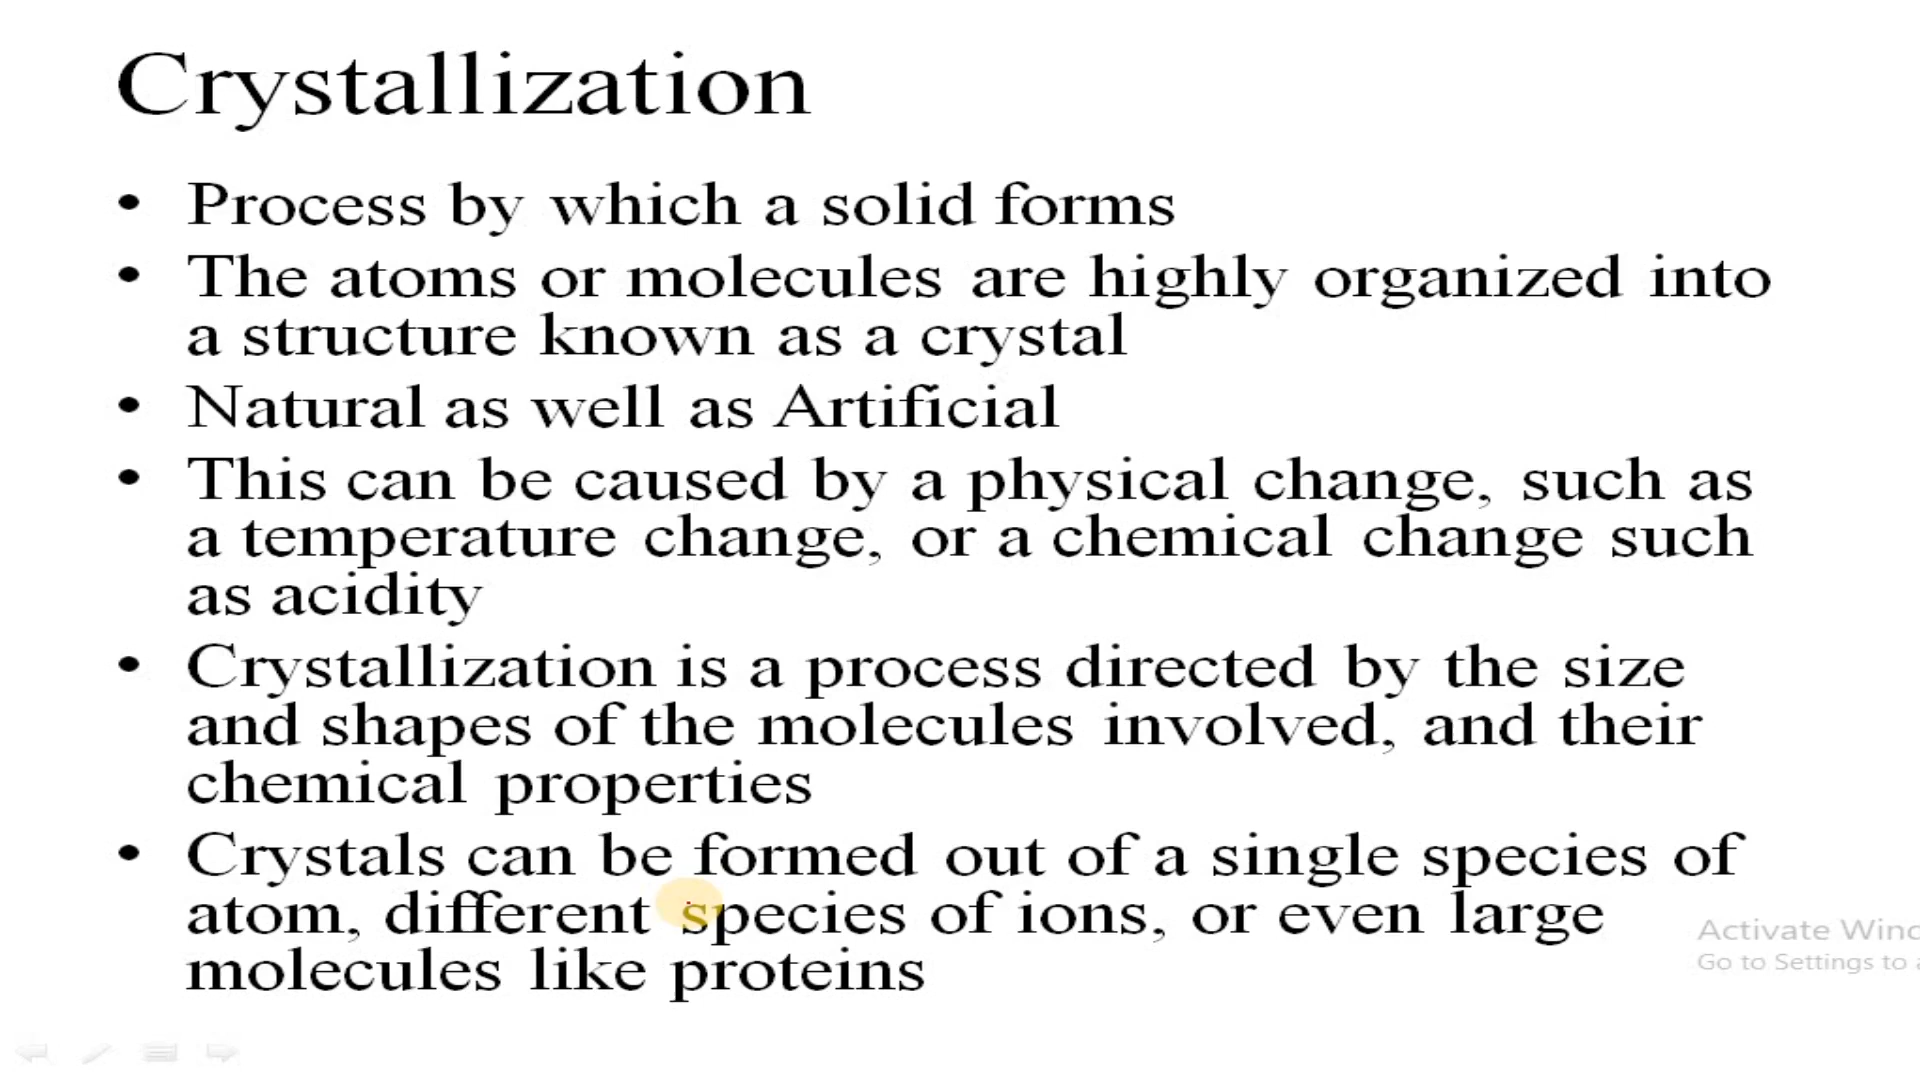 Crystallization
• Process by which a solid forms
• The atoms or molecules are highly organized into
a structure known as a crystal
• Natural as well as Artificial
• This can be caused by a physical change, such as
a temperature change, or a chemical change such
as acidity
• Crystallization is a process directed by the size
and shapes of the molecules involved, and their
chemical properties
• Crystals can be formed out of a single species of
atom, different species of ions, or even large
molecules like proteins
Activate Wind
Go to Settings to a